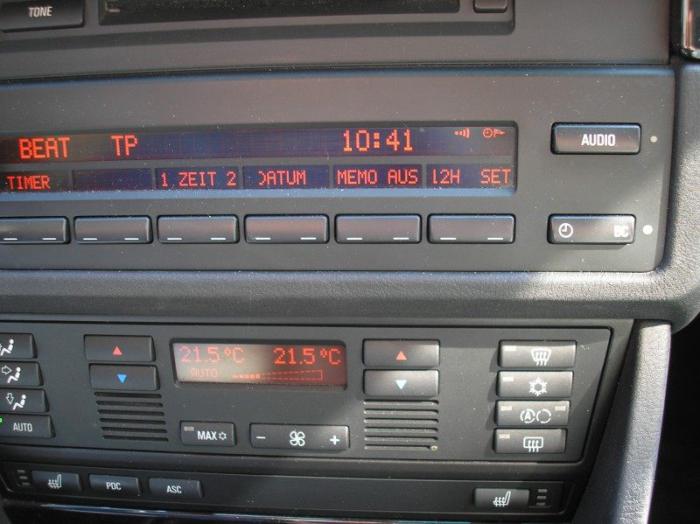 TONE
BEAT TP 10:41
AUDIO
TIMER 1 ZEIT 2 DATUM MEMO AUS 12H SET
BC
21.5°C 21.5°C
AUTO
AUTO
MAX
- +
PDC
ASC